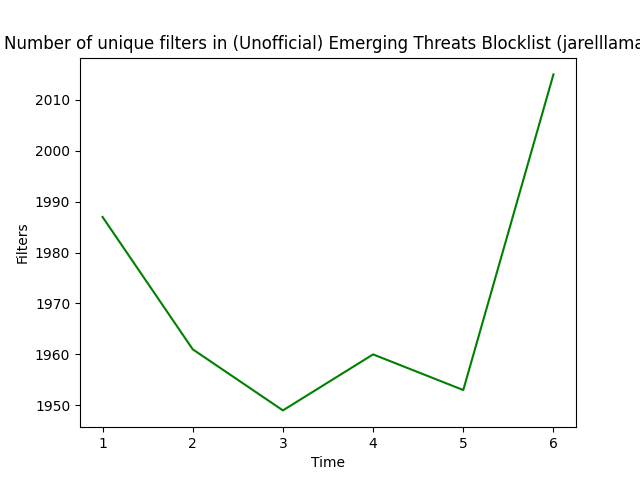 Number of unique filters in (Unofficial) Emerging Threats Blocklist (jarelllama
2010
2000
1990
1980
1970
1960
1950
Filters
1 2 3 4 5 6
Time